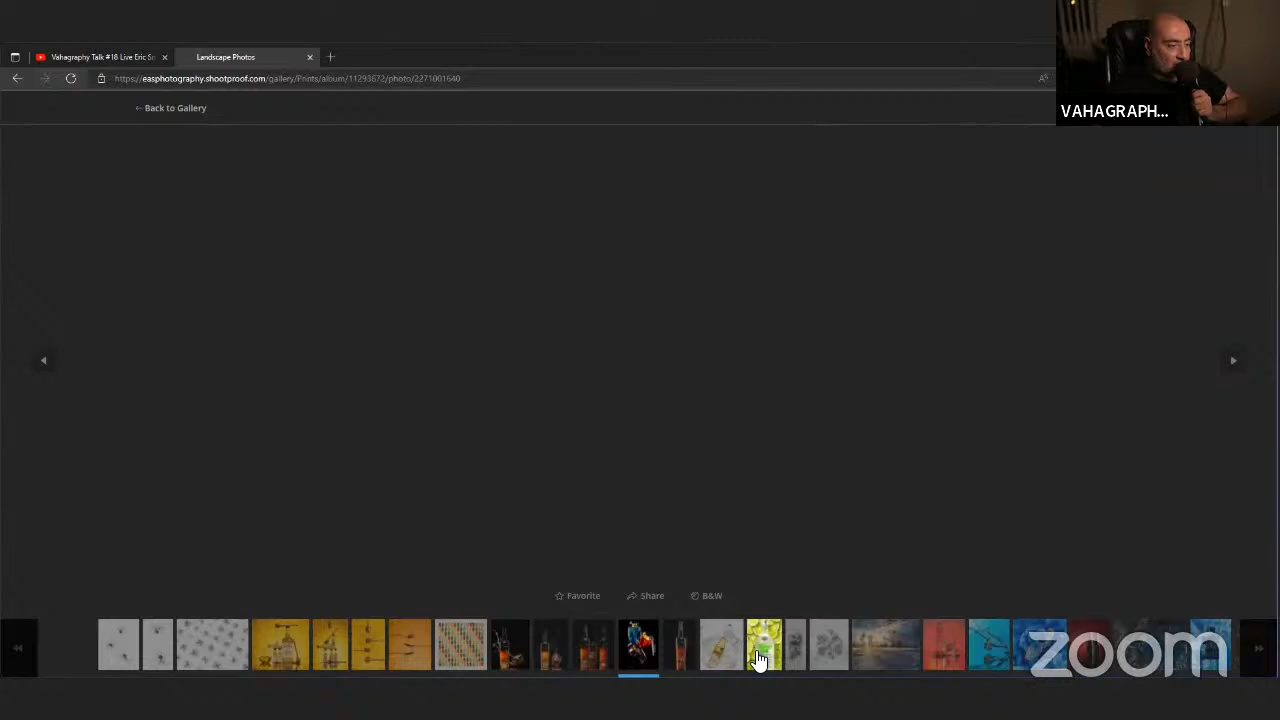 Vahagraphy Talk #18 Live Eric Sm
Landscape Photos
https://easphotography.shootproof.com/gallery/Prints/album/11293672/photo/2271001640
← Back to Gallery
VAHAGRAPH...
Favorite
Share
B&W
zoom